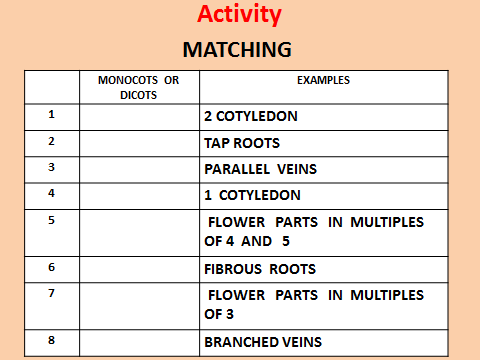 Activity
MATCHING
MONOCOTS OR
DICOTS
EXAMPLES
1 2 COTYLEDON
2 TAP ROOTS
3 PARALLEL VEINS
4 1 COTYLEDON
5 FLOWER PARTS IN MULTIPLES
OF 4 AND 5
6 FIBROUS ROOTS
7 FLOWER PARTS IN MULTIPLES
OF 3
8 BRANCHED VEINS